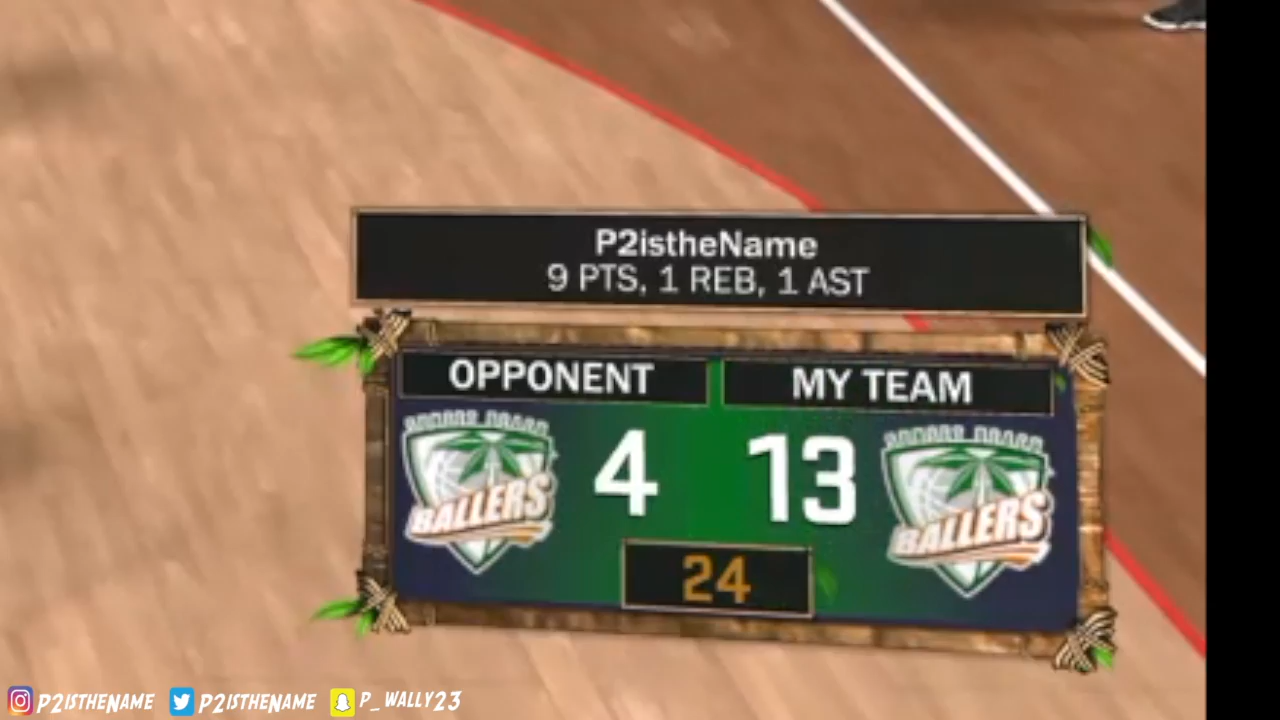 P2istheName
9 PTS, 1 REB, 1 AST
OPPONENT
MY TEAM
4
13
BALLERS
BALLERS
24
P2ISTHENAME
P2ISTHENAME
P_WALLY23